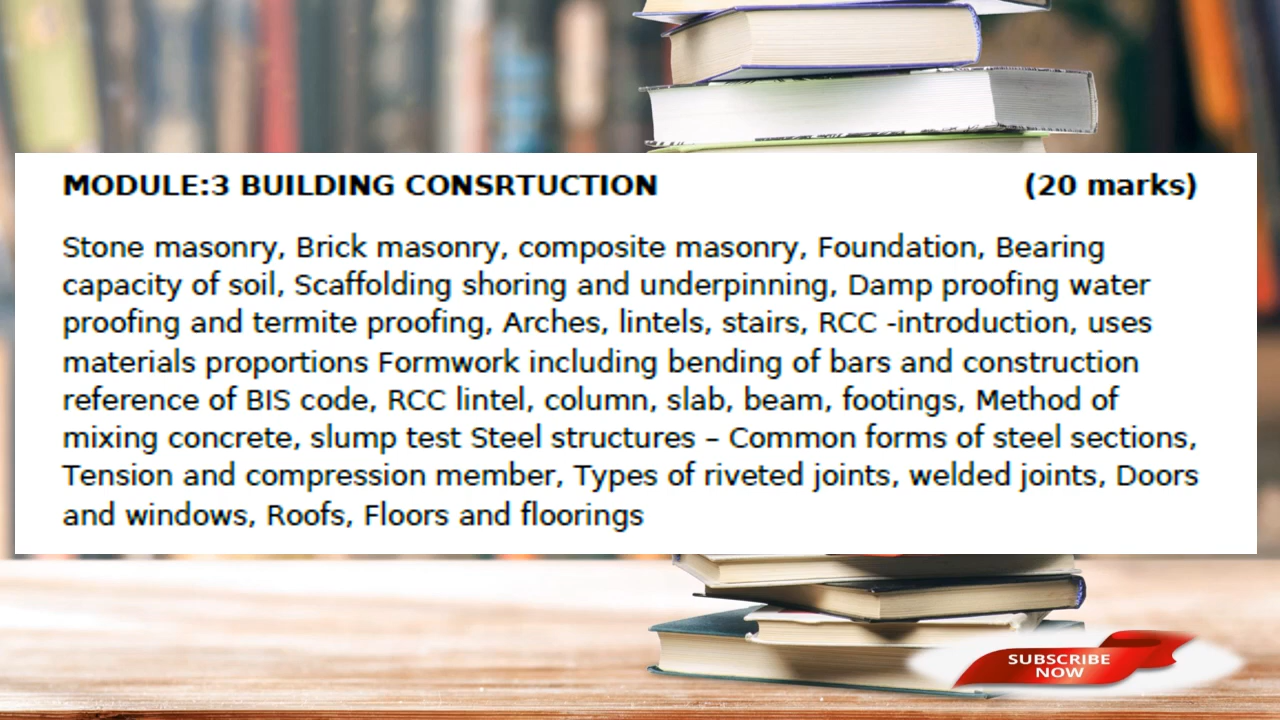 MODULE:3 BUILDING CONSRTUCTION (20 marks)
Stone masonry, Brick masonry, composite masonry, Foundation, Bearing
capacity of soil, Scaffolding shoring and underpinning, Damp proofing water
proofing and termite proofing, Arches, lintels, stairs, RCC -introduction, uses
materials proportions Formwork including bending of bars and construction
reference of BIS code, RCC lintel, column, slab, beam, footings, Method of
mixing concrete, slump test Steel structures – Common forms of steel sections,
Tension and compression member, Types of riveted joints, welded joints, Doors
and windows, Roofs, Floors and floorings
SUBSCRIBE
NOW